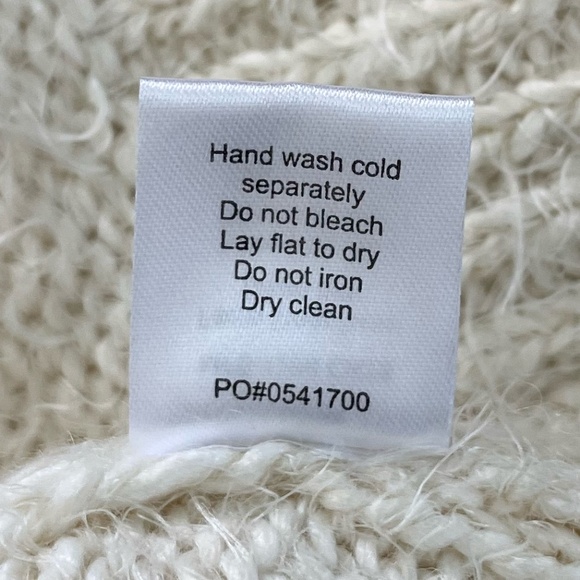 Hand wash cold
separately
Do not bleach
Lay flat to dry
Do not iron
Dry clean
PO#0541700